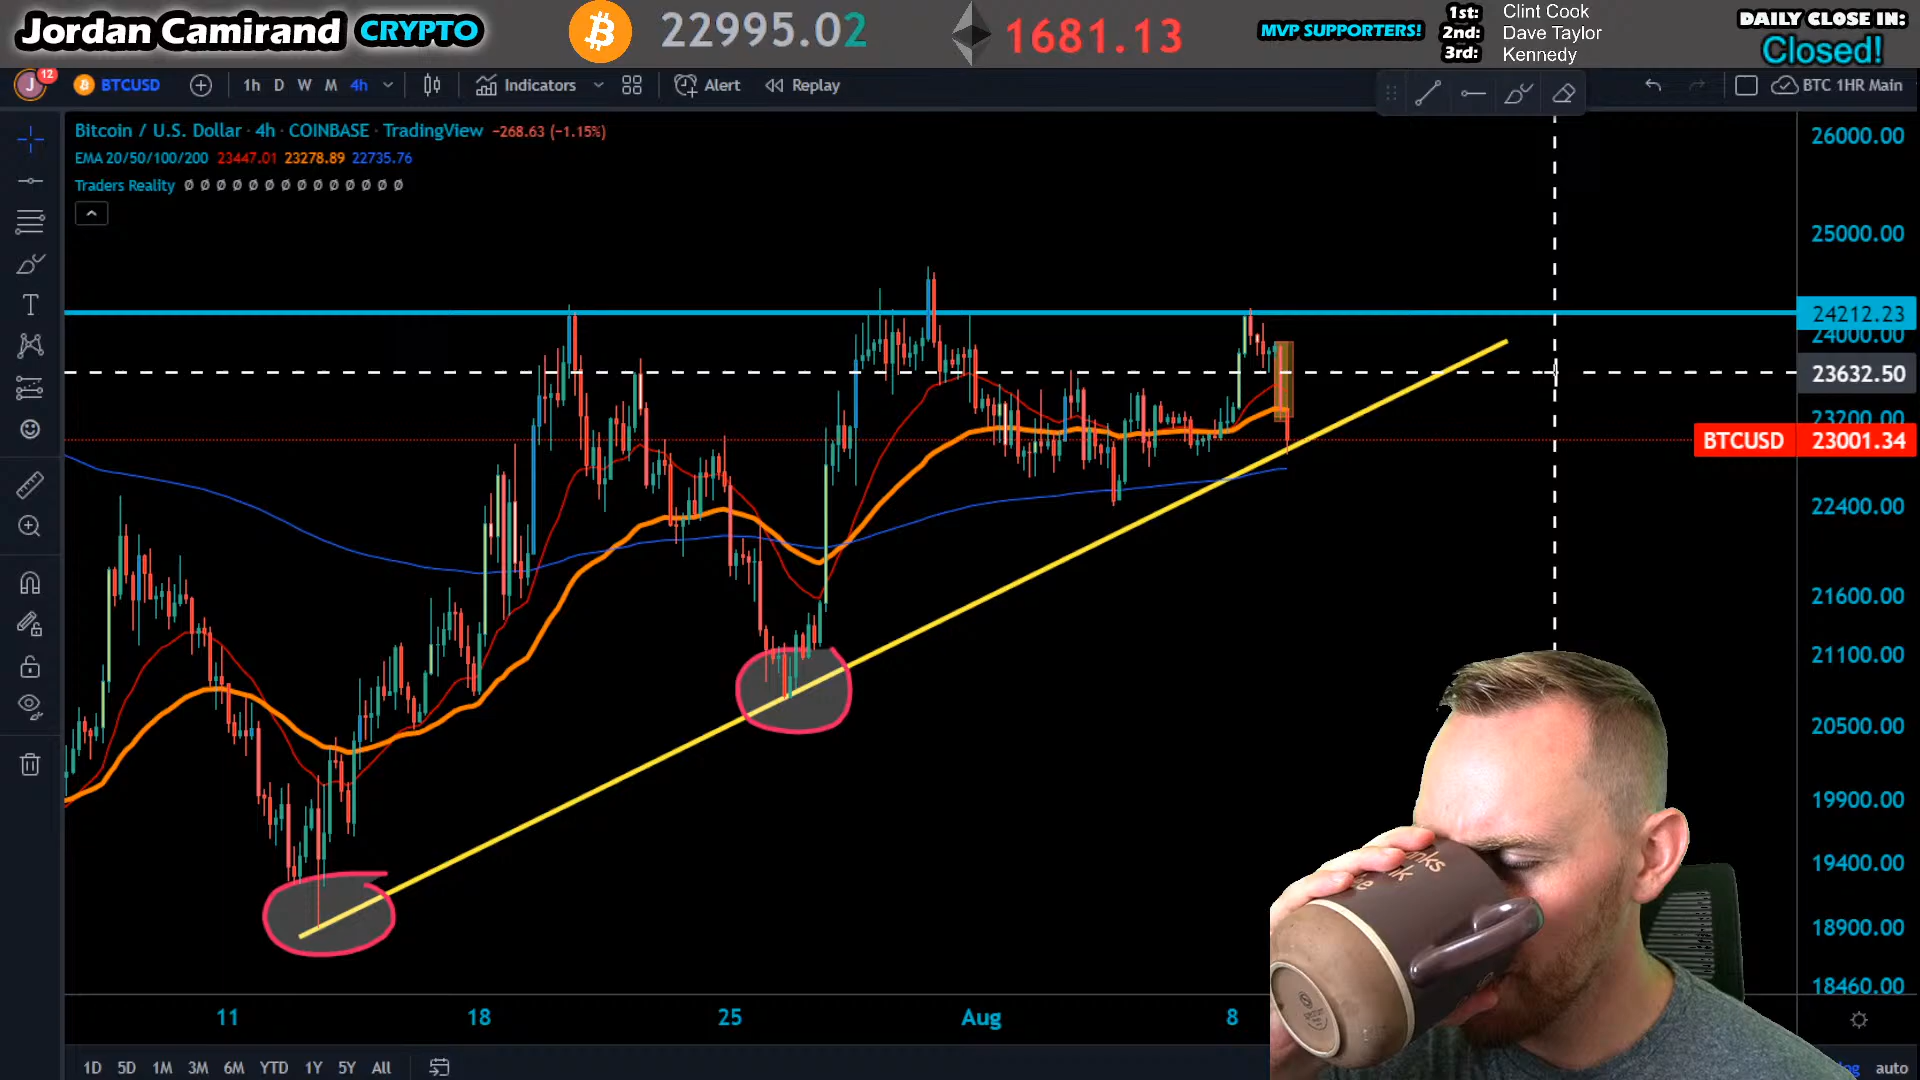 Jordan Camirand CRYPTO
22995.02
1681.13
MVP SUPPORTERS!
1st: Clint Cook
2nd: Dave Taylor
3rd: Kennedy
DAILY CLOSE IN:
Closed!
J 12
BTCUSD
1h D W M 4h
Indicators
Alert
Replay
BTC 1HR Main
Bitcoin / U.S. Dollar · 4h · COINBASE · TradingView −268.63 (−1.15%)
EMA 20/50/100/200 23447.01 23278.89 22735.76
Traders Reality ø ø ø ø ø ø ø ø ø ø ø ø ø ø
26000.00
25000.00
24212.23
24000.00
23632.50
23200.00
BTCUSD 23001.34
22400.00
21600.00
21100.00
20500.00
19900.00
19400.00
18900.00
18460.00
11 18 25 Aug 8
1D 5D 1M 3M 6M YTD 1Y 5Y All
auto